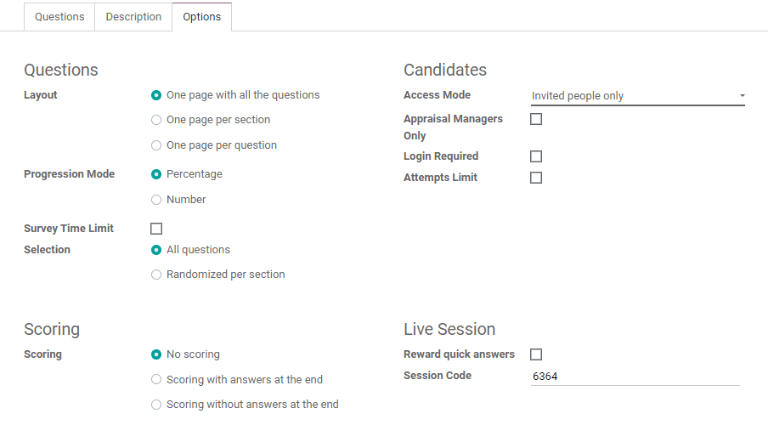 Questions
Description
Options
Questions
Layout
One page with all the questions
One page per section
One page per question
Progression Mode
Percentage
Number
Survey Time Limit
Selection
All questions
Randomized per section
Candidates
Access Mode
Invited people only
Appraisal Managers
Only
Login Required
Attempts Limit
Scoring
Scoring
No scoring
Scoring with answers at the end
Scoring without answers at the end
Live Session
Reward quick answers
Session Code
6364